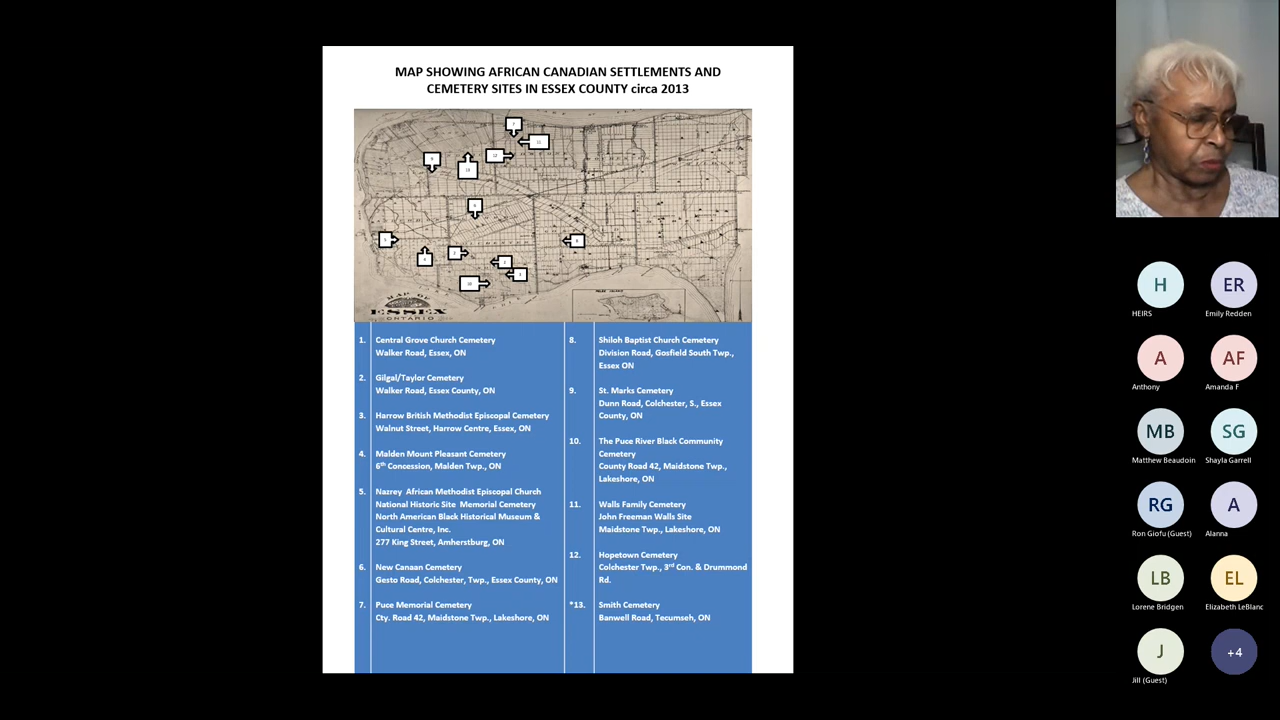 MAP SHOWING AFRICAN CANADIAN SETTLEMENTS AND
CEMETERY SITES IN ESSEX COUNTY circa 2013
MAP OF
ESSEX
ONTARIO
1. Central Grove Church Cemetery
Walker Road, Essex, ON
2. Gilgal/Taylor Cemetery
Walker Road, Essex County, ON
3. Harrow British Methodist Episcopal Cemetery
Walnut Street, Harrow Centre, Essex, ON
4. Malden Mount Pleasant Cemetery
6th Concession, Malden Twp., ON
5. Nazrey African Methodist Episcopal Church
National Historic Site Memorial Cemetery
North American Black Historical Museum &
Cultural Centre, Inc.
277 King Street, Amherstburg, ON
6. New Canaan Cemetery
Gesto Road, Colchester, Twp., Essex County, ON
7. Puce Memorial Cemetery
Cty. Road 42, Maidstone Twp., Lakeshore, ON
8. Shiloh Baptist Church Cemetery
Division Road, Gosfield South Twp.,
Essex ON
9. St. Marks Cemetery
Dunn Road, Colchester, S., Essex
County, ON
10. The Puce River Black Community
Cemetery
County Road 42, Maidstone Twp.,
Lakeshore, ON
11. Walls Family Cemetery
John Freeman Walls Site
Maidstone Twp., Lakeshore, ON
12. Hopetown Cemetery
Colchester Twp., 3rd Con. & Drummond
Rd.
*13. Smith Cemetery
Banwell Road, Tecumseh, ON
H ER
HEIRS Emily Redden
A AF
Anthony Amanda F
MB SG
Matthew Beaudoin Shayla Garrell
RG A
Ron Giofu (Guest) Alanna
LB EL
Lorene Bridgen Elizabeth LeBlanc
J +4
Jill (Guest)